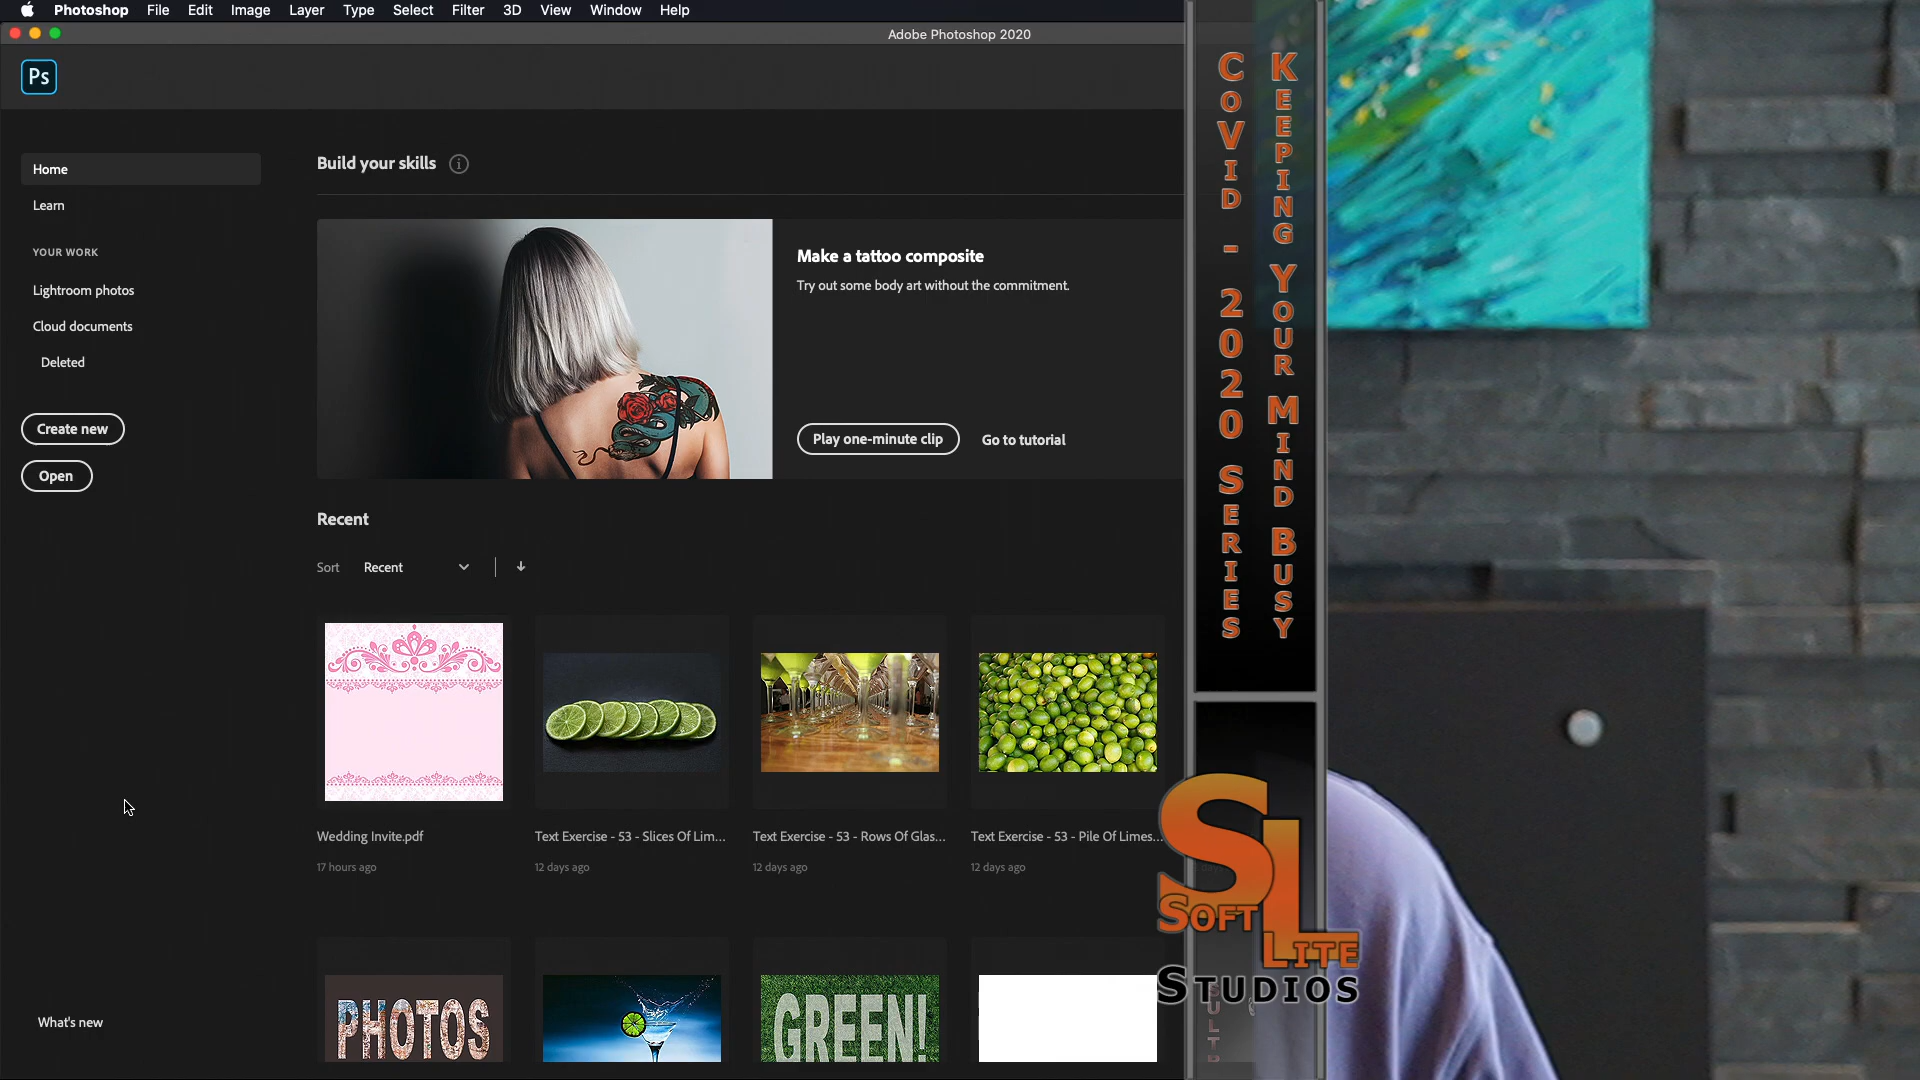 Photoshop File Edit Image Layer Type Select Filter 3D View Window Help
Adobe Photoshop 2020
Ps
Home
Learn
YOUR WORK
Lightroom photos
Cloud documents
Deleted
Create new
Open
What's new
Build your skills
Make a tattoo composite
Try out some body art without the commitment.
Play one-minute clip Go to tutorial
Recent
Sort Recent
Wedding Invite.pdf
17 hours ago
Text Exercise - 53 - Slices Of Lim...
12 days ago
Text Exercise - 53 - Rows Of Glas...
12 days ago
Text Exercise - 53 - Pile Of Limes...
12 days ago
PHOTOS
GREEN!
Keeping Your Mind Busy
CoVid - 2020 Series
SL
Soft
Lite
Studios